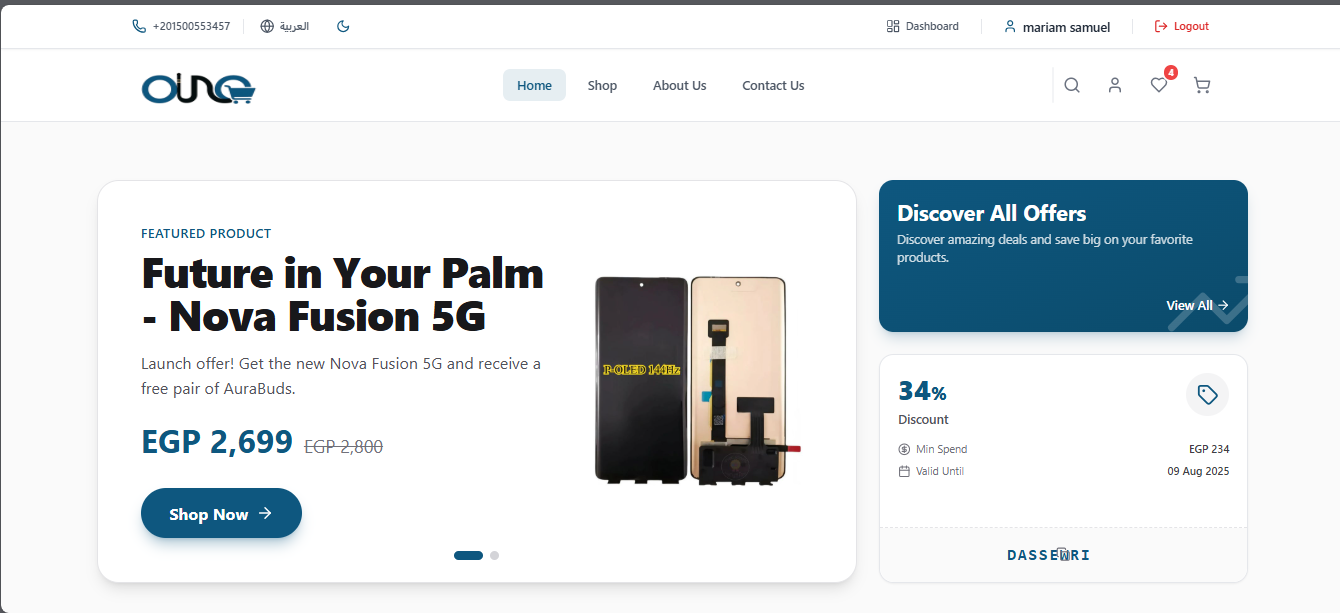 +201500553457
العربية
Dashboard
mariam samuel
Logout
Home
Shop
About Us
Contact Us
4
FEATURED PRODUCT
Future in Your Palm
- Nova Fusion 5G
Launch offer! Get the new Nova Fusion 5G and receive a
free pair of AuraBuds.
EGP 2,699 EGP 2,800
Shop Now
P-OLED 144Hz
Discover All Offers
Discover amazing deals and save big on your favorite
products.
View All
34%
Discount
Min Spend
EGP 234
Valid Until
09 Aug 2025